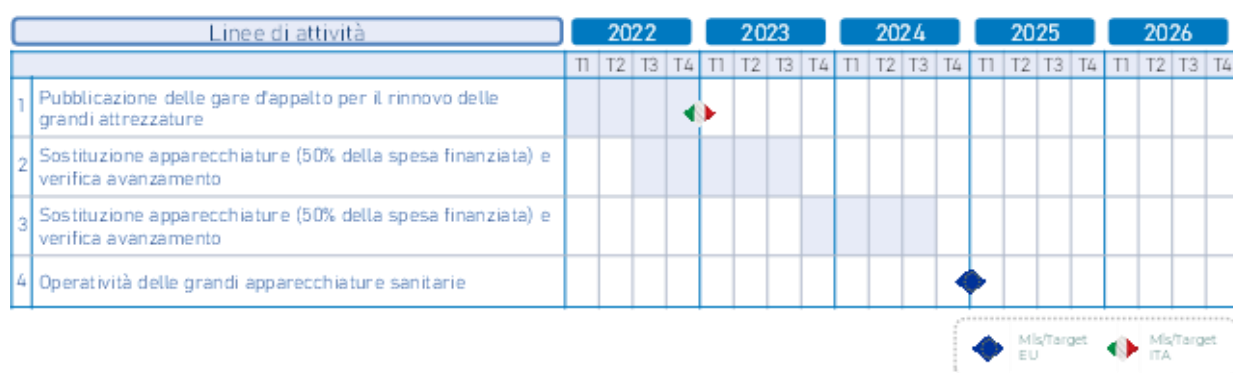 Linee di attività 2022 2023 2024 2025 2026
T1 T2 T3 T4 T1 T2 T3 T4 T1 T2 T3 T4 T1 T2 T3 T4 T1 T2 T3 T4
1 Pubblicazione delle gare d'appalto per il rinnovo delle
grandi attrezzature
2 Sostituzione apparecchiature (50% della spesa finanziata) e
verifica avanzamento
3 Sostituzione apparecchiature (50% della spesa finanziata) e
verifica avanzamento
4 Operatività delle grandi apparecchiature sanitarie
Mls/Target
EU
Mls/Target
ITA